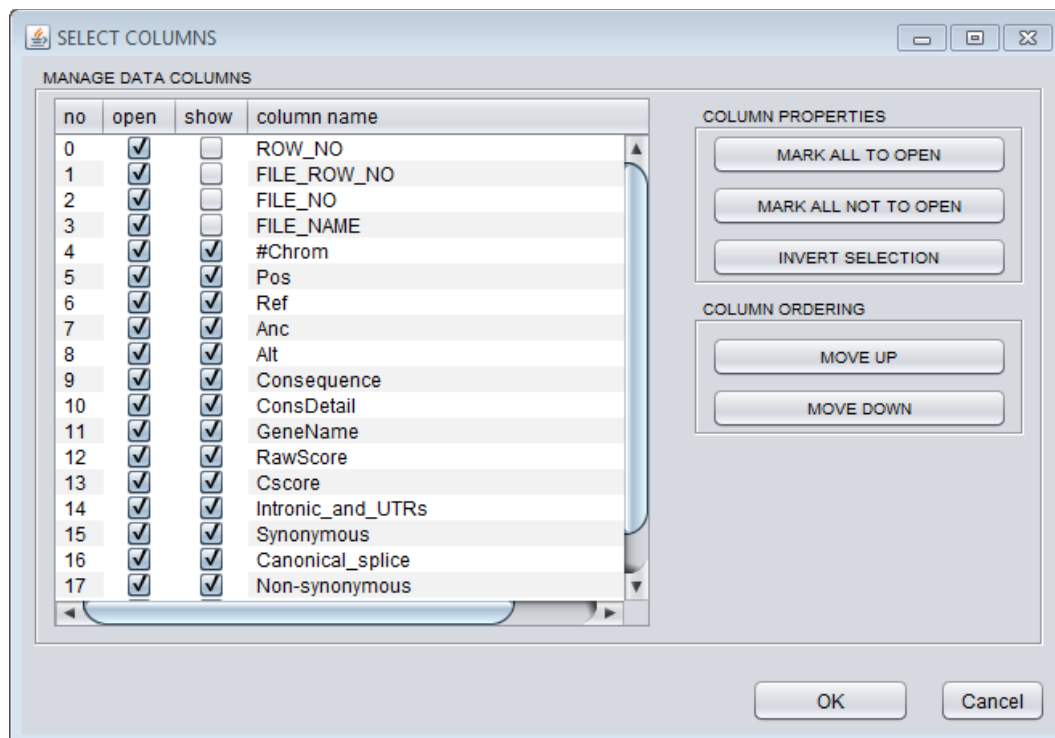 SELECT COLUMNS
MANAGE DATA COLUMNS
no open show column name
0 ROW_NO
1 FILE_ROW_NO
2 FILE_NO
3 FILE_NAME
4 #Chrom
5 Pos
6 Ref
7 Anc
8 Alt
9 Consequence
10 ConsDetail
11 GeneName
12 RawScore
13 Cscore
14 Intronic_and_UTRs
15 Synonymous
16 Canonical_splice
17 Non-synonymous
COLUMN PROPERTIES
MARK ALL TO OPEN
MARK ALL NOT TO OPEN
INVERT SELECTION
COLUMN ORDERING
MOVE UP
MOVE DOWN
OK Cancel